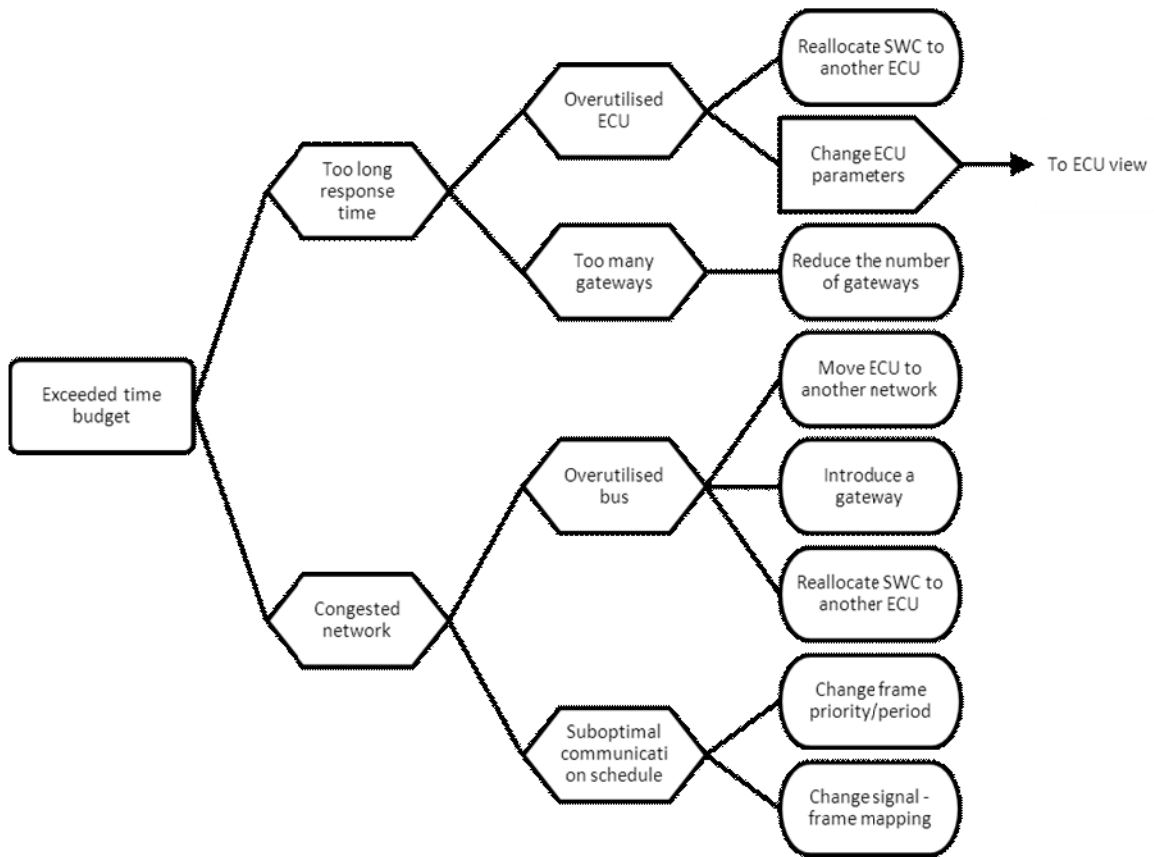 Reallocate SWC to
another ECU
Overutilised
ECU
Change ECU
parameters
To ECU view
Too long
response
time
Too many
gateways
Reduce the number
of gateways
Move ECU to
another network
Exceeded time
budget
Overutilised
bus
Introduce a
gateway
Reallocate SWC to
another ECU
Congested
network
Change frame
priority/period
Suboptimal
communicati
on schedule
Change signal -
frame mapping